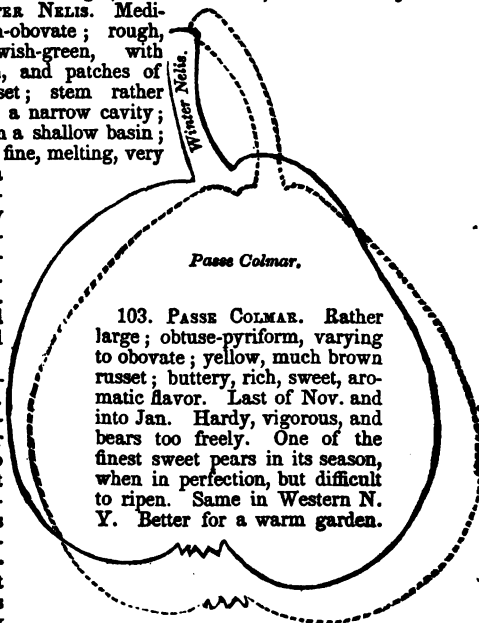 ER NELIS. Medi-
-obovate; rough,
wish-green, with
, and patches of
set; stem rather
a narrow cavity;
n a shallow basin;
fine, melting, very
Winter Nelis.
Passe Colmar.
103. PASSE COLMAR. Rather
large; obtuse-pyriform, varying
to obovate; yellow, much brown
russet; buttery, rich, sweet, aro-
matic flavor. Last of Nov. and
into Jan. Hardy, vigorous, and
bears too freely. One of the
finest sweet pears in its season,
when in perfection, but difficult
to ripen. Same in Western N.
Y. Better for a warm garden.